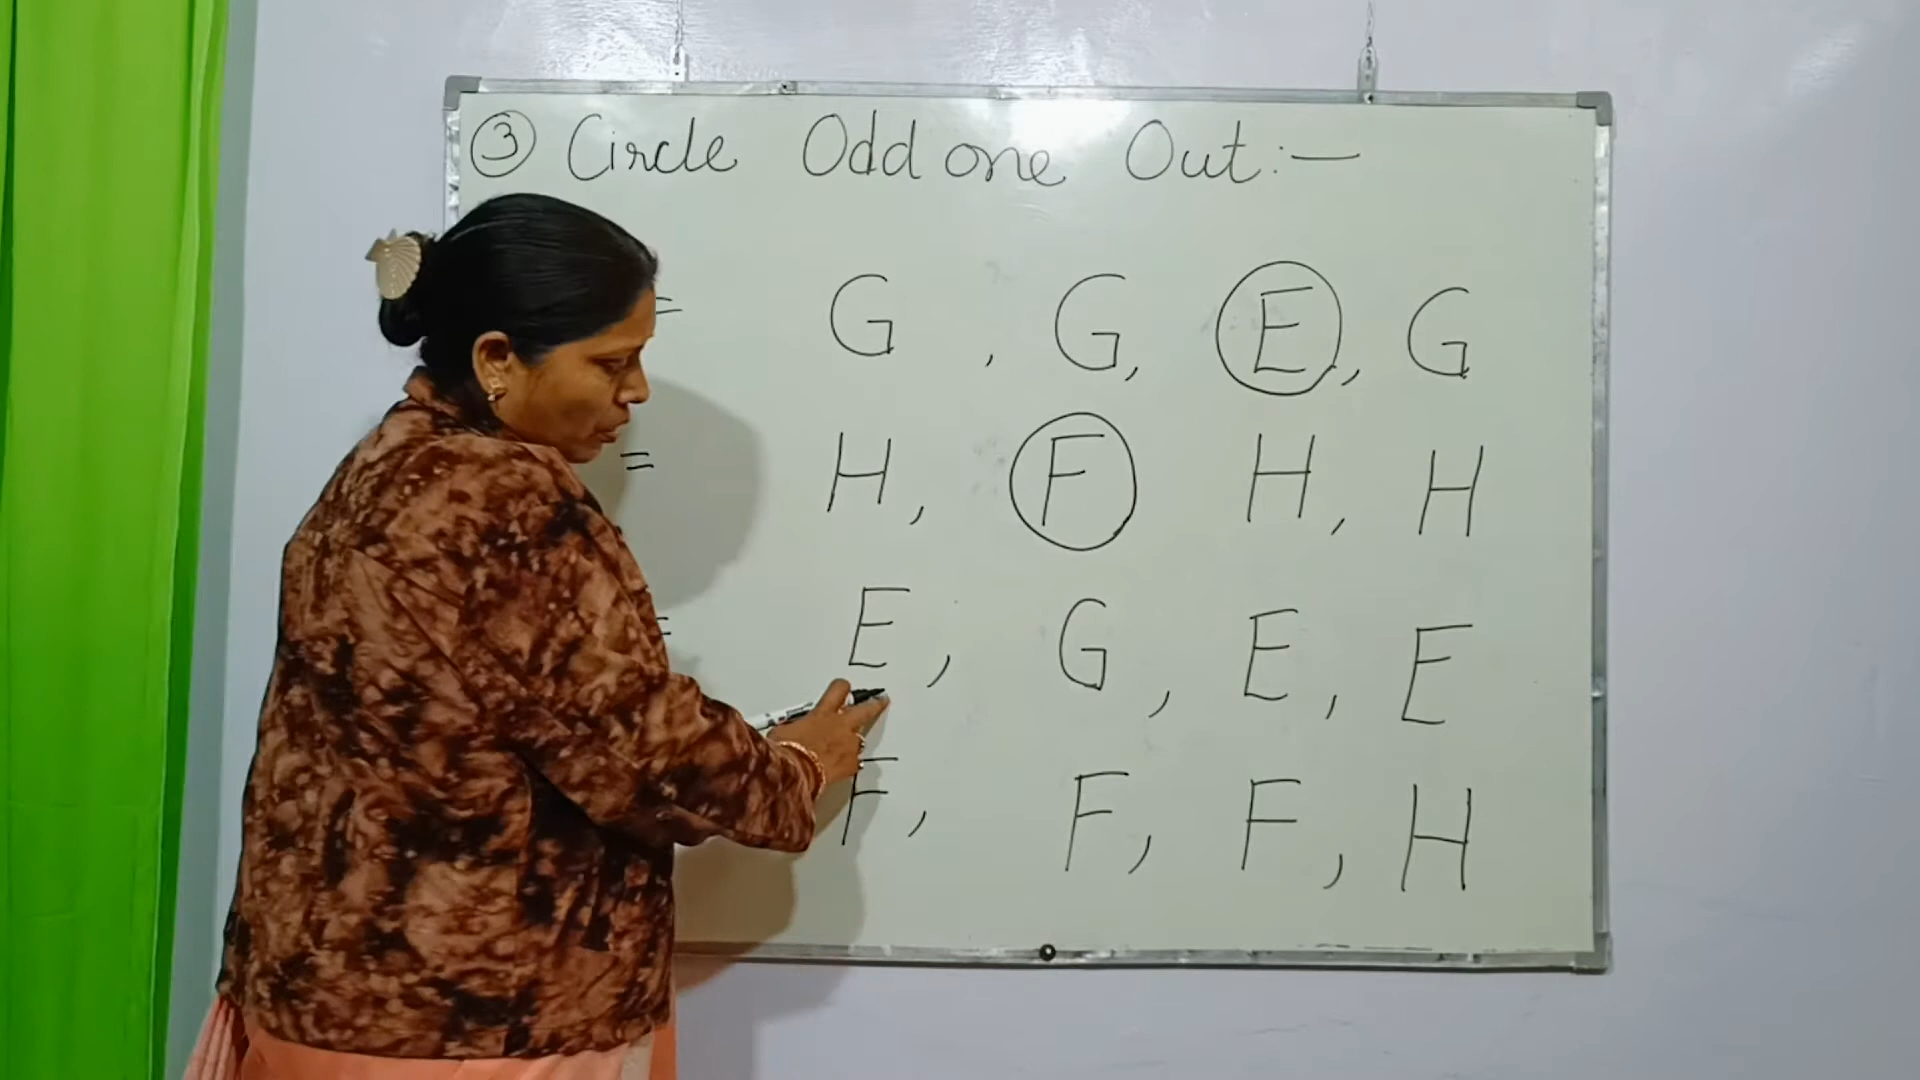 ③ Circle Odd one Out:—
= G , G, E, G
= H, F H, H
= E, G, E, E
F, F, F, H